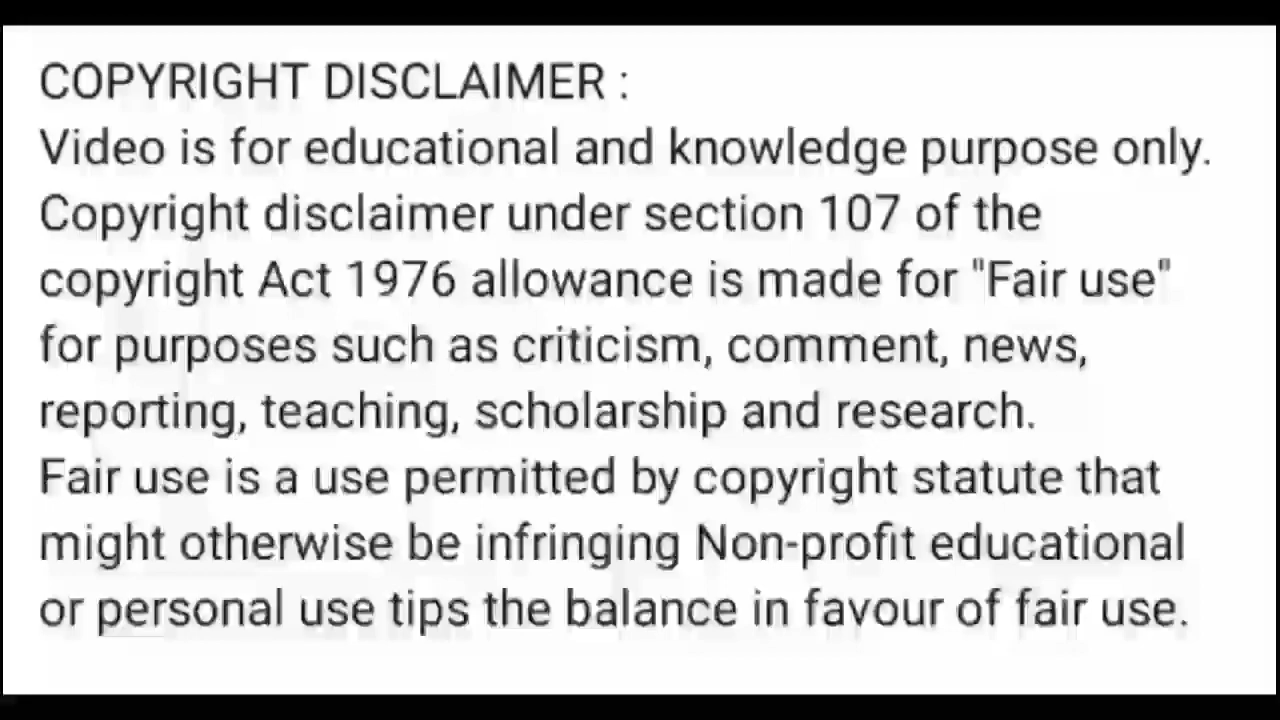 COPYRIGHT DISCLAIMER :
Video is for educational and knowledge purpose only.
Copyright disclaimer under section 107 of the
copyright Act 1976 allowance is made for "Fair use"
for purposes such as criticism, comment, news,
reporting, teaching, scholarship and research.
Fair use is a use permitted by copyright statute that
might otherwise be infringing Non-profit educational
or personal use tips the balance in favour of fair use.